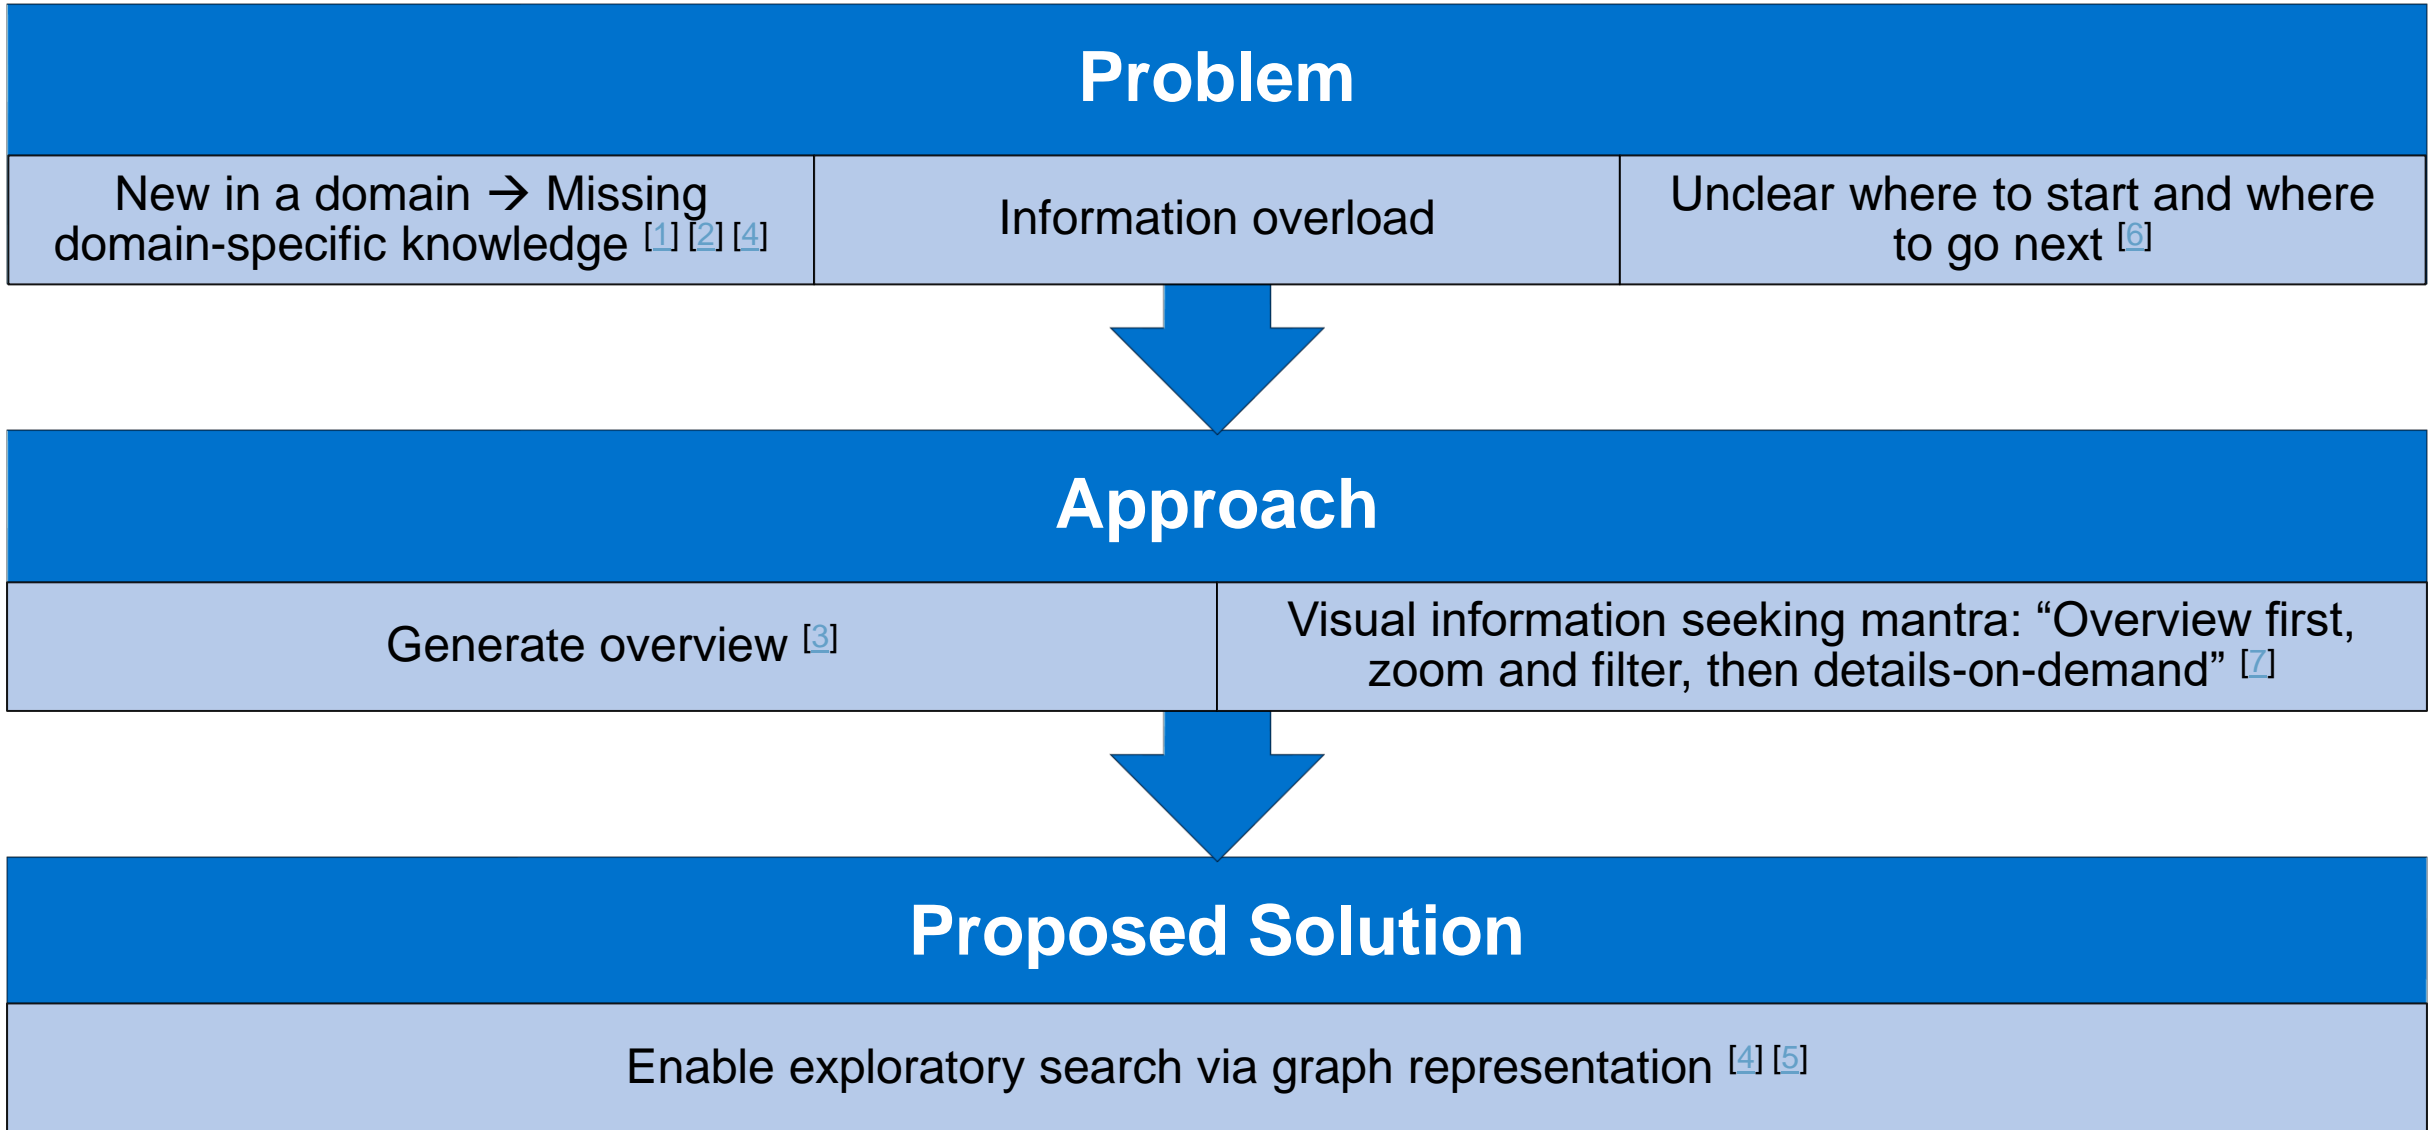 Problem
New in a domain → Missing
domain-specific knowledge [1] [2] [4]
Information overload
Unclear where to start and where
to go next [6]
Approach
Generate overview [3]
Visual information seeking mantra: “Overview first,
zoom and filter, then details-on-demand” [7]
Proposed Solution
Enable exploratory search via graph representation [4] [5]